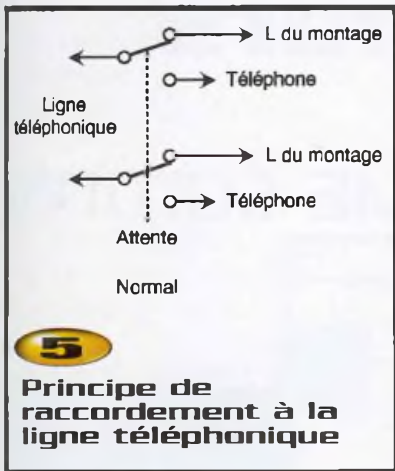 L du montage
Téléphone
Ligne
téléphonique
L du montage
Téléphone
Attente
Normal
5
Principe de
raccordement à la
ligne téléphonique